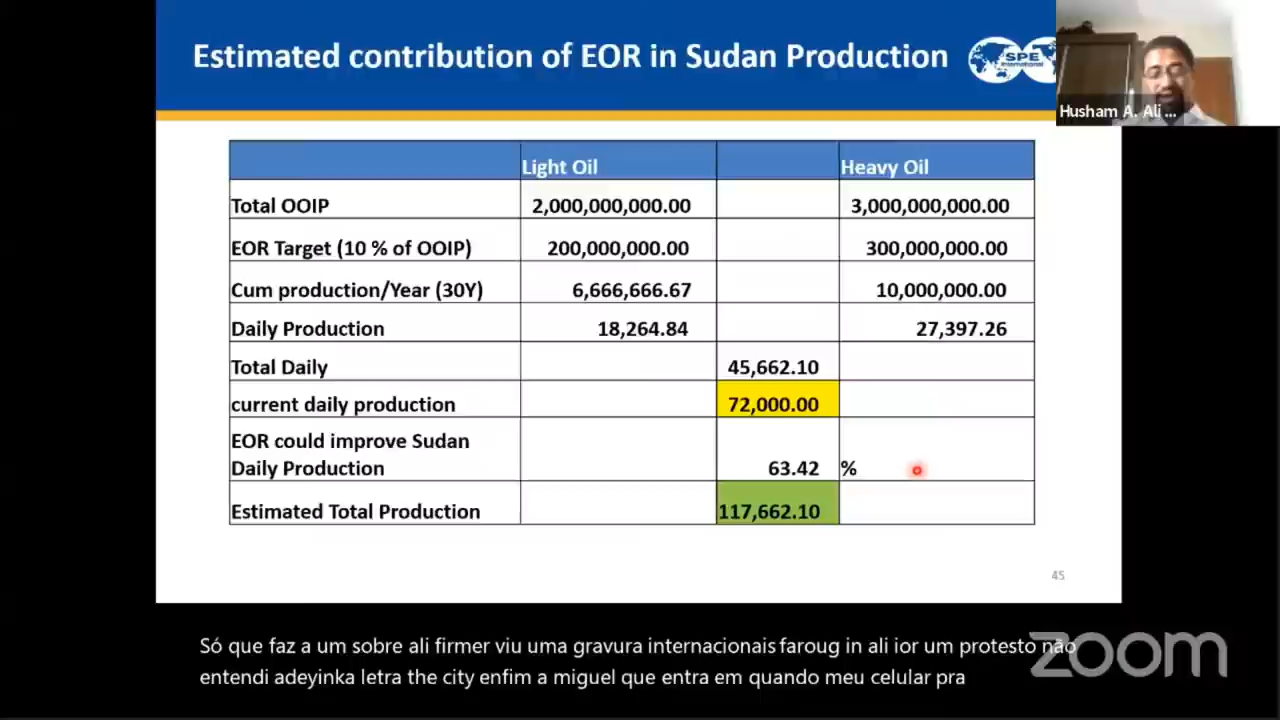 Estimated contribution of EOR in Sudan Production
SPE
International
Husham A. Ali ...
Light Oil Heavy Oil
Total OOIP 2,000,000,000.00 3,000,000,000.00
EOR Target (10 % of OOIP) 200,000,000.00 300,000,000.00
Cum production/Year (30Y) 6,666,666.67 10,000,000.00
Daily Production 18,264.84 27,397.26
Total Daily 45,662.10
current daily production 72,000.00
EOR could improve Sudan
Daily Production 63.42 %
Estimated Total Production 117,662.10
45
Só que faz a um sobre ali firmer viu uma gravura internacionais faroug in ali ior um protesto não
entendi adeyinka letra the city enfim a miguel que entra em quando meu celular pra
zoom